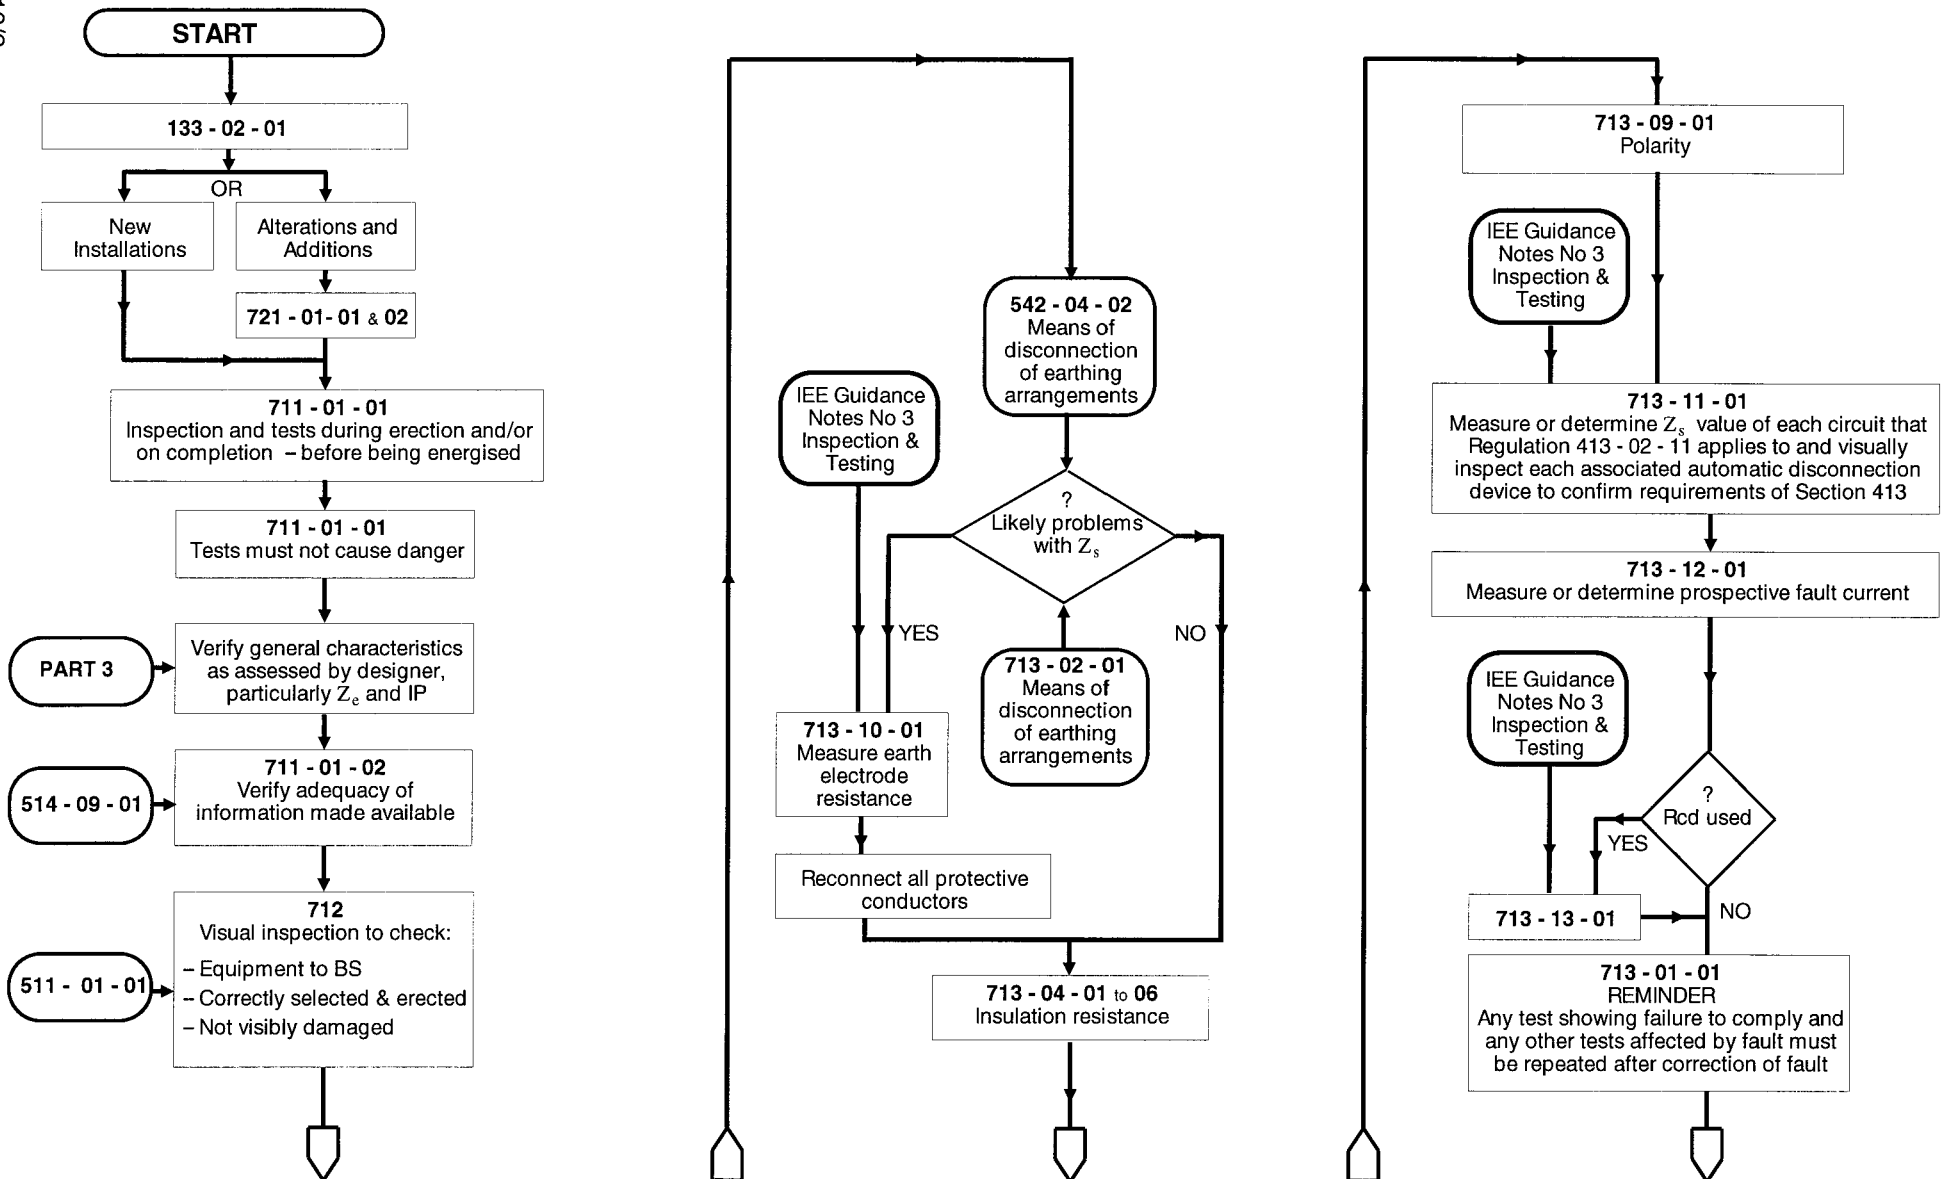 START
133 - 02 - 01
OR
New
Installations
Alterations and
Additions
721 - 01- 01 & 02
711 - 01 - 01
Inspection and tests during erection and/or
on completion – before being energised
711 - 01 - 01
Tests must not cause danger
PART 3
Verify general characteristics
as assessed by designer,
particularly Ze and IP
514 - 09 - 01
711 - 01 - 02
Verify adequacy of
information made available
511 - 01 - 01
712
Visual inspection to check:
– Equipment to BS
– Correctly selected & erected
– Not visibly damaged
542 - 04 - 02
Means of
disconnection
of earthing
arrangements
IEE Guidance
Notes No 3
Inspection &
Testing
?
Likely problems
with Zs
YES
NO
713 - 02 - 01
Means of
disconnection
of earthing
arrangements
713 - 10 - 01
Measure earth
electrode
resistance
Reconnect all protective
conductors
713 - 04 - 01 to 06
Insulation resistance
713 - 09 - 01
Polarity
IEE Guidance
Notes No 3
Inspection &
Testing
713 - 11 - 01
Measure or determine Zs value of each circuit that
Regulation 413 - 02 - 11 applies to and visually
inspect each associated automatic disconnection
device to confirm requirements of Section 413
713 - 12 - 01
Measure or determine prospective fault current
IEE Guidance
Notes No 3
Inspection &
Testing
?
Rcd used
YES
NO
713 - 13 - 01
713 - 01 - 01
REMINDER
Any test showing failure to comply and
any other tests affected by fault must
be repeated after correction of fault